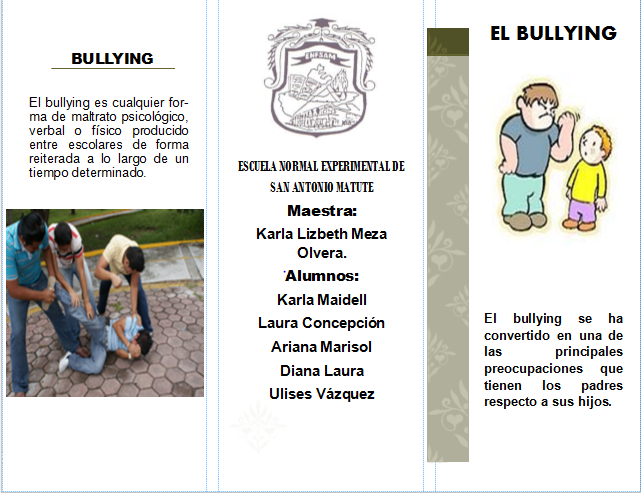 BULLYING
El bullying es cualquier for-
ma de maltrato psicológico,
verbal o físico producido
entre escolares de forma
reiterada a lo largo de un
tiempo determinado.
ENESAM
ESCUELA NORMAL EXPERIMENTAL DE
SAN ANTONIO MATUTE
Maestra:
Karla Lizbeth Meza
Olvera.
Alumnos:
Karla Maidell
Laura Concepción
Ariana Marisol
Diana Laura
Ulises Vázquez
EL BULLYING
El bullying se ha
convertido en una de
las principales
preocupaciones que
tienen los padres
respecto a sus hijos.